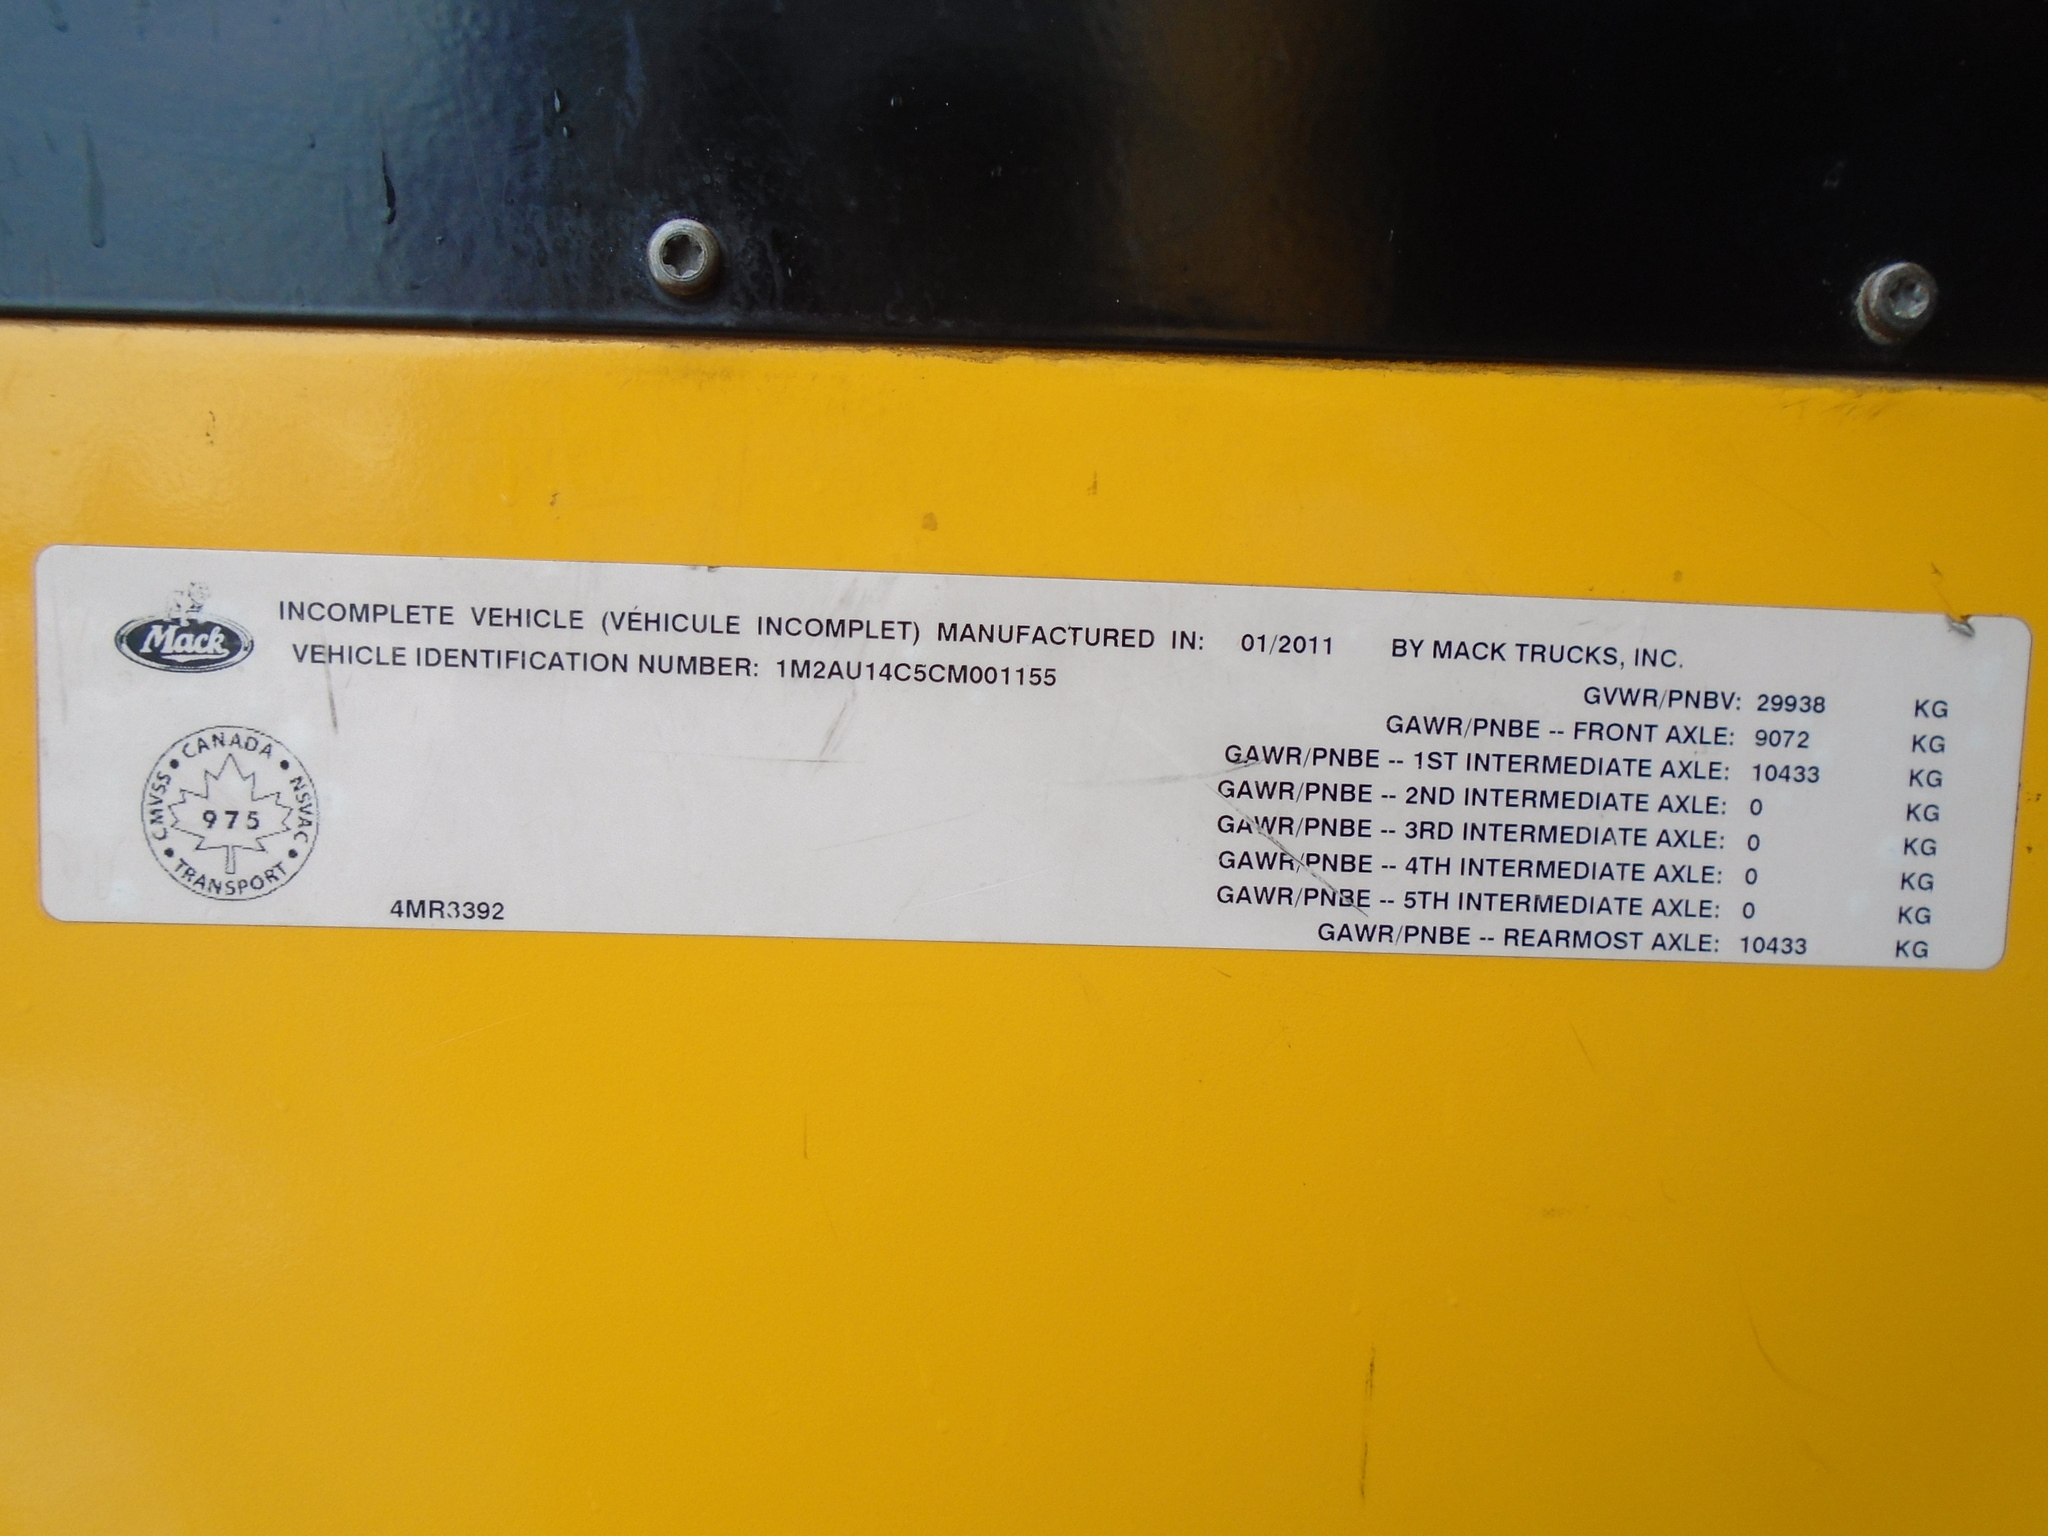 Mack
INCOMPLETE VEHICLE (VÉHICULE INCOMPLET) MANUFACTURED IN: 01/2011 BY MACK TRUCKS, INC.
VEHICLE IDENTIFICATION NUMBER: 1M2AU14C5CM001155
GVWR/PNBV: 29938 KG
GAWR/PNBE -- FRONT AXLE: 9072 KG
GAWR/PNBE -- 1ST INTERMEDIATE AXLE: 10433 KG
GAWR/PNBE -- 2ND INTERMEDIATE AXLE: 0 KG
GAWR/PNBE -- 3RD INTERMEDIATE AXLE: 0 KG
GAWR/PNBE -- 4TH INTERMEDIATE AXLE: 0 KG
GAWR/PNBE -- 5TH INTERMEDIATE AXLE: 0 KG
GAWR/PNBE -- REARMOST AXLE: 10433 KG
CMVSS • CANADA • NSVAC • TRANSPORT •
975
4MR3392